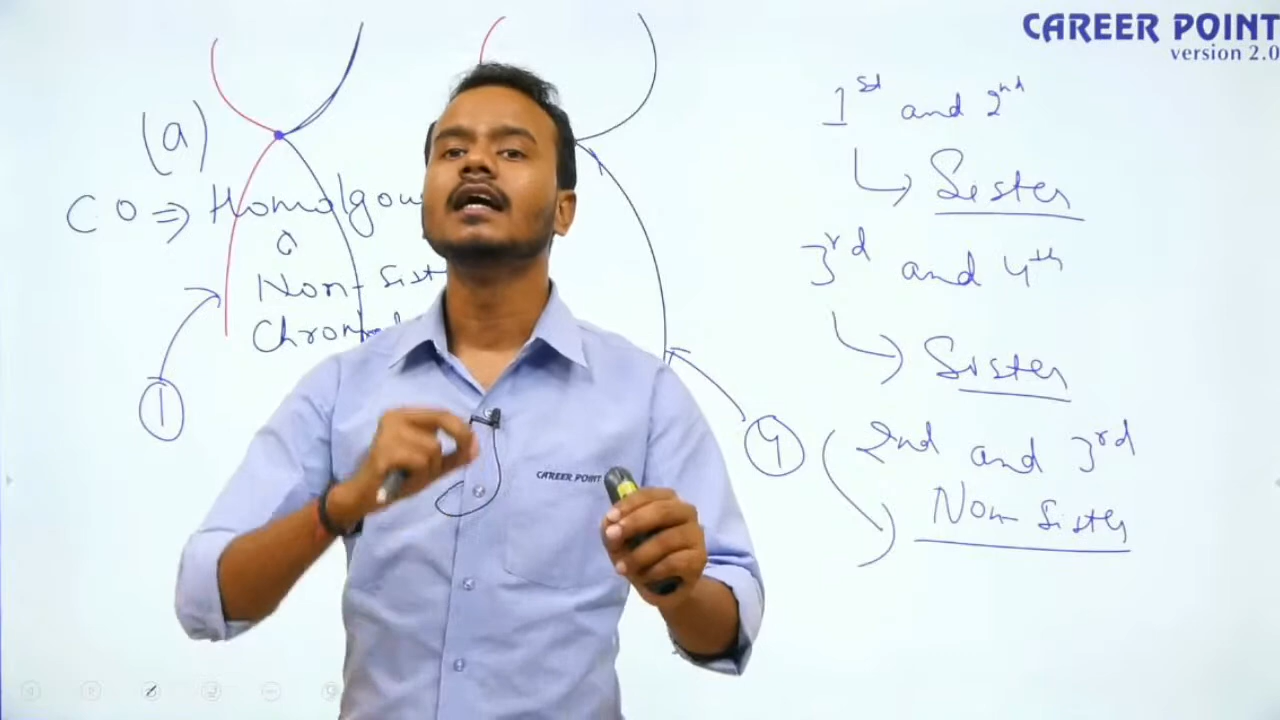 CAREER POINT
version 2.0
(a)
CO ⇒ Homolgou
Non-Sist
Chrom
1
4
1st and 2nd
Sister
3rd and 4th
Sister
2nd and 3rd
Non-Sister
CAREER POINT